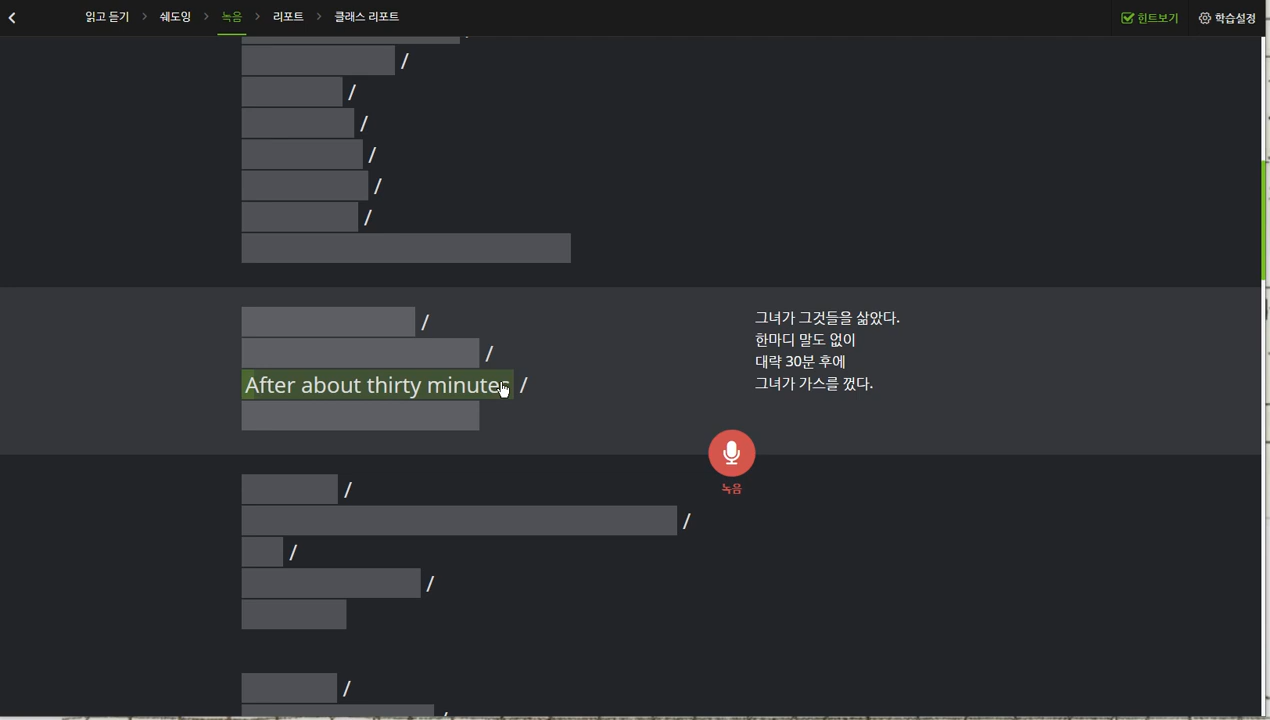 읽고 듣기 > 쉐도잉 > 녹음 > 리포트 > 클래스 리포트
힌트보기
학습설정
/
/
/
/
/
/
/
/
After about thirty minutes /
그녀가 그것들을 삶았다.
한마디 말도 없이
대략 30분 후에
그녀가 가스를 껐다.
녹음
/
/
/
/
/